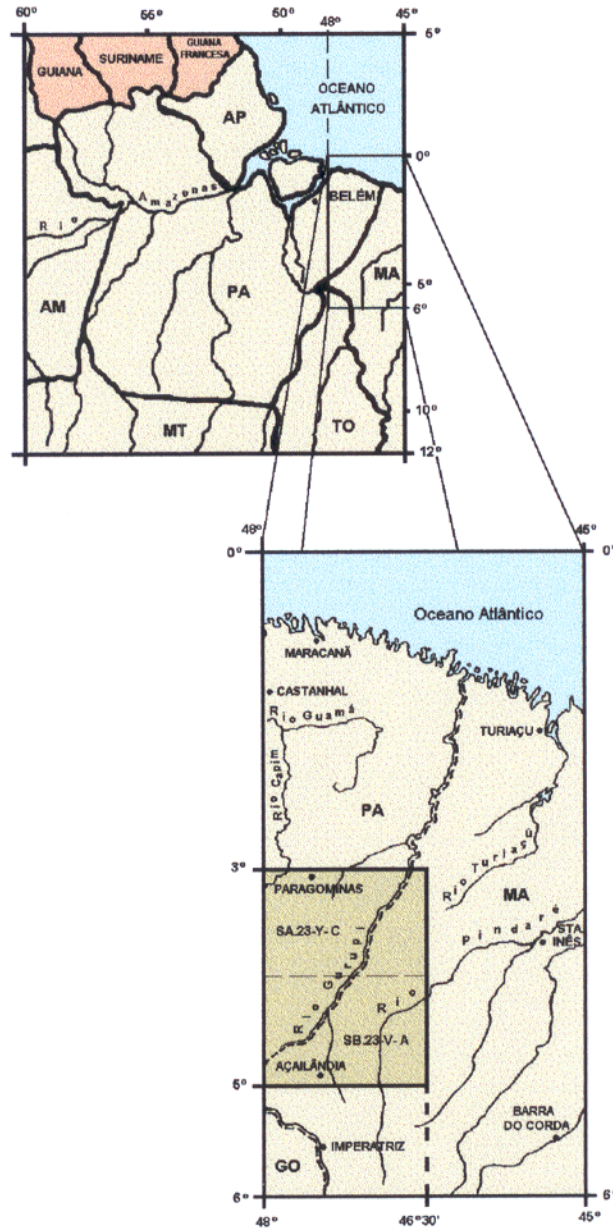 60°
56°
50°
48°
45°
6°
GUIANA
SURINAME
GUIANA
FRANCESA
OCEANO
ATLÂNTICO
AP
0°
Amazonas
BELÉM
Rio
MA
5°
6°
AM
PA
10°
MT
TO
12°
48°
45°
0°
0°
Oceano Atlântico
MARACANÃ
CASTANHAL
Rio Guamá
TURIAÇU
Rio Capim
PA
Rio Turiaçú
3°
MA
PARAGOMINAS
Pindaré
STA.
INÊS
SA.23-Y-C
Rio Gurupi
Rio
SB.23-V-A
AÇAILÂNDIA
5°
BARRA
DO CORDA
IMPERATRIZ
GO
6°
6°
48°
46°30'
45°